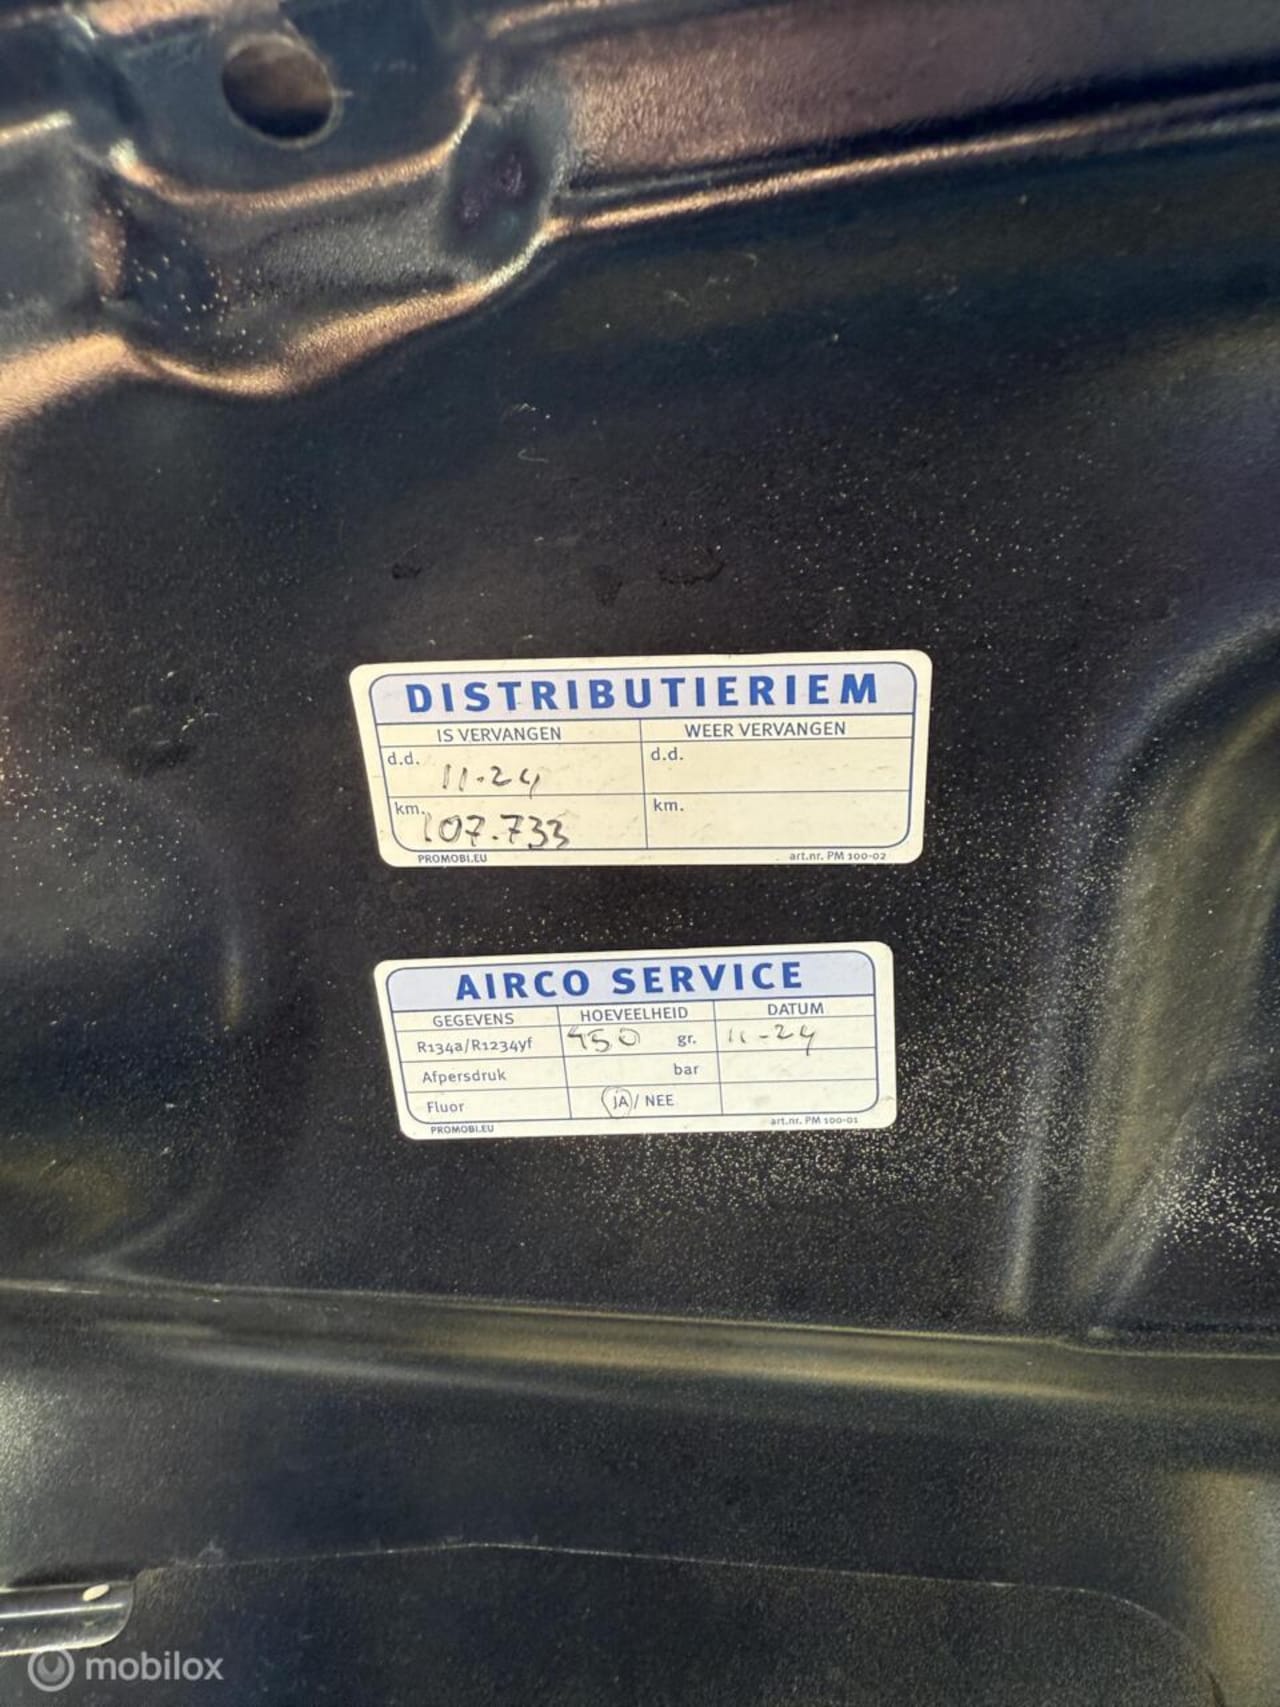 DISTRIBUTIERIEM
IS VERVANGEN WEER VERVANGEN
d.d. 11-24 d.d.
km. 107.733 km.
PROMOBI.EU art.nr. PM 100-02
AIRCO SERVICE
GEGEVENS HOEVEELHEID DATUM
R134a/R1234yf 450 gr. 11-24
Afpersdruk bar
Fluor JA / NEE
PROMOBI.EU art.nr. PM 100-01
mobilox